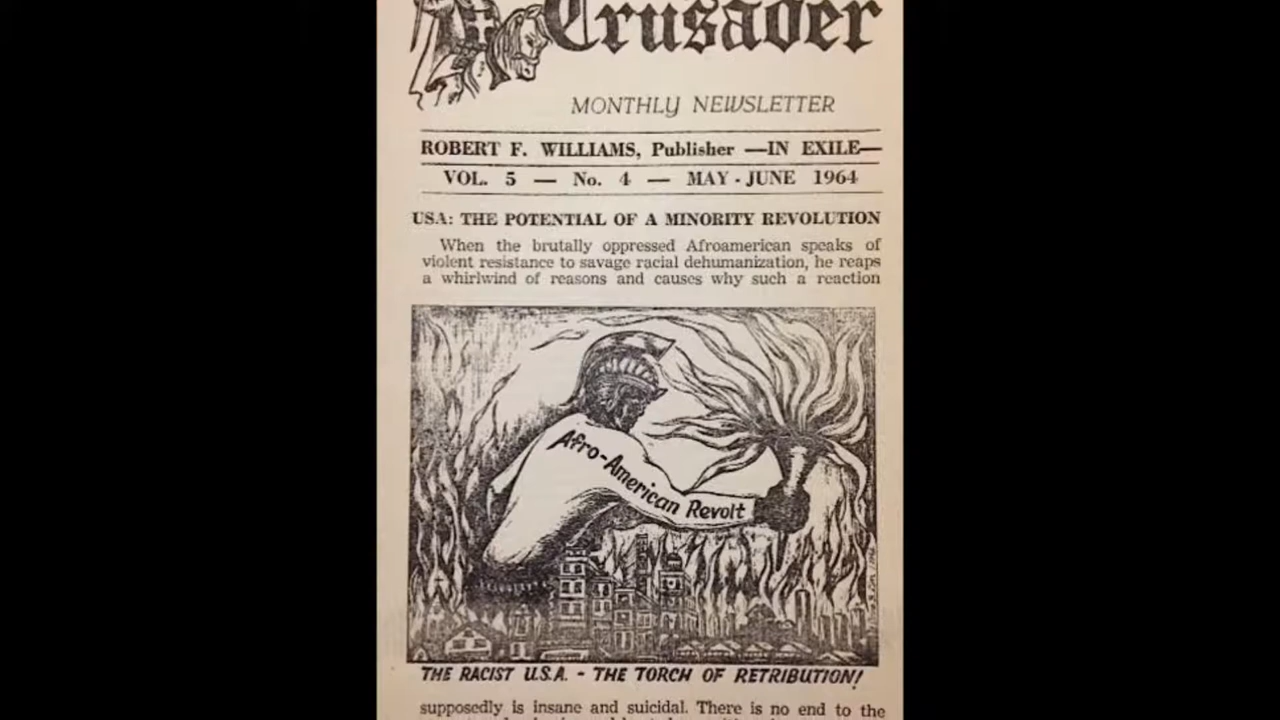 Crusader
MONTHLY NEWSLETTER
ROBERT F. WILLIAMS, Publisher —IN EXILE—
VOL. 5 — No. 4 — MAY - JUNE 1964
USA: THE POTENTIAL OF A MINORITY REVOLUTION
When the brutally oppressed Afroamerican speaks of
violent resistance to savage racial dehumanization, he reaps
a whirlwind of reasons and causes why such a reaction
Afro-American Revolt
THE RACIST U.S.A. - THE TORCH OF RETRIBUTION!
supposedly is insane and suicidal. There is no end to the